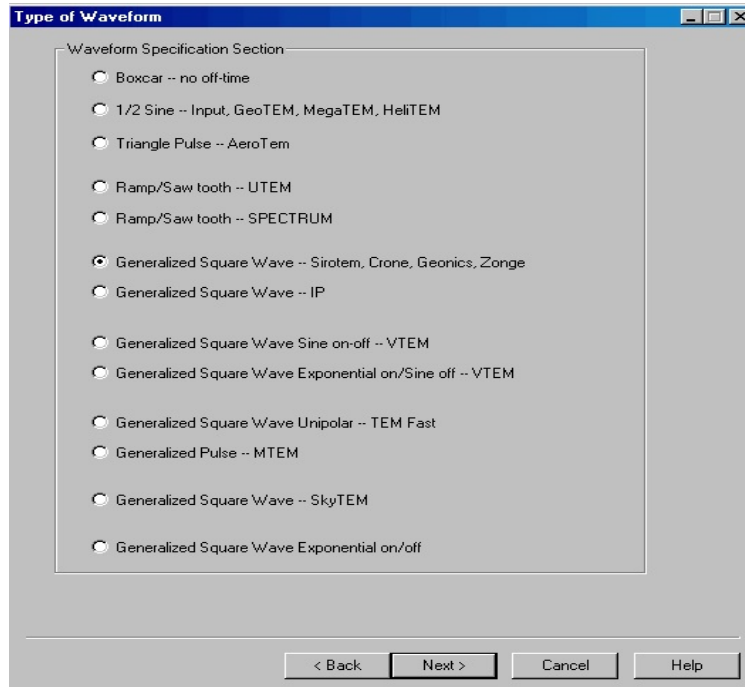 Type of Waveform
Waveform Specification Section
Boxcar -- no off-time
1/2 Sine -- Input, GeoTEM, MegaTEM, HeliTEM
Triangle Pulse -- AeroTem
Ramp/Saw tooth -- UTEM
Ramp/Saw tooth -- SPECTRUM
Generalized Square Wave -- Sirotem, Crone, Geonics, Zonge
Generalized Square Wave -- IP
Generalized Square Wave Sine on-off -- VTEM
Generalized Square Wave Exponential on/Sine off -- VTEM
Generalized Square Wave Unipolar -- TEM Fast
Generalized Pulse -- MTEM
Generalized Square Wave -- SkyTEM
Generalized Square Wave Exponential on/off
< Back Next > Cancel Help